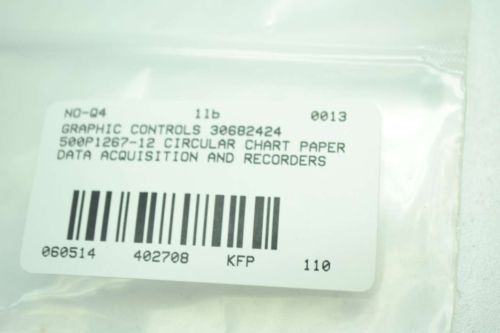 NO-Q4 1lb 0013
GRAPHIC CONTROLS 30682424
500P1267-12 CIRCULAR CHART PAPER
DATA ACQUISITION AND RECORDERS
060514 402708 KFP 110